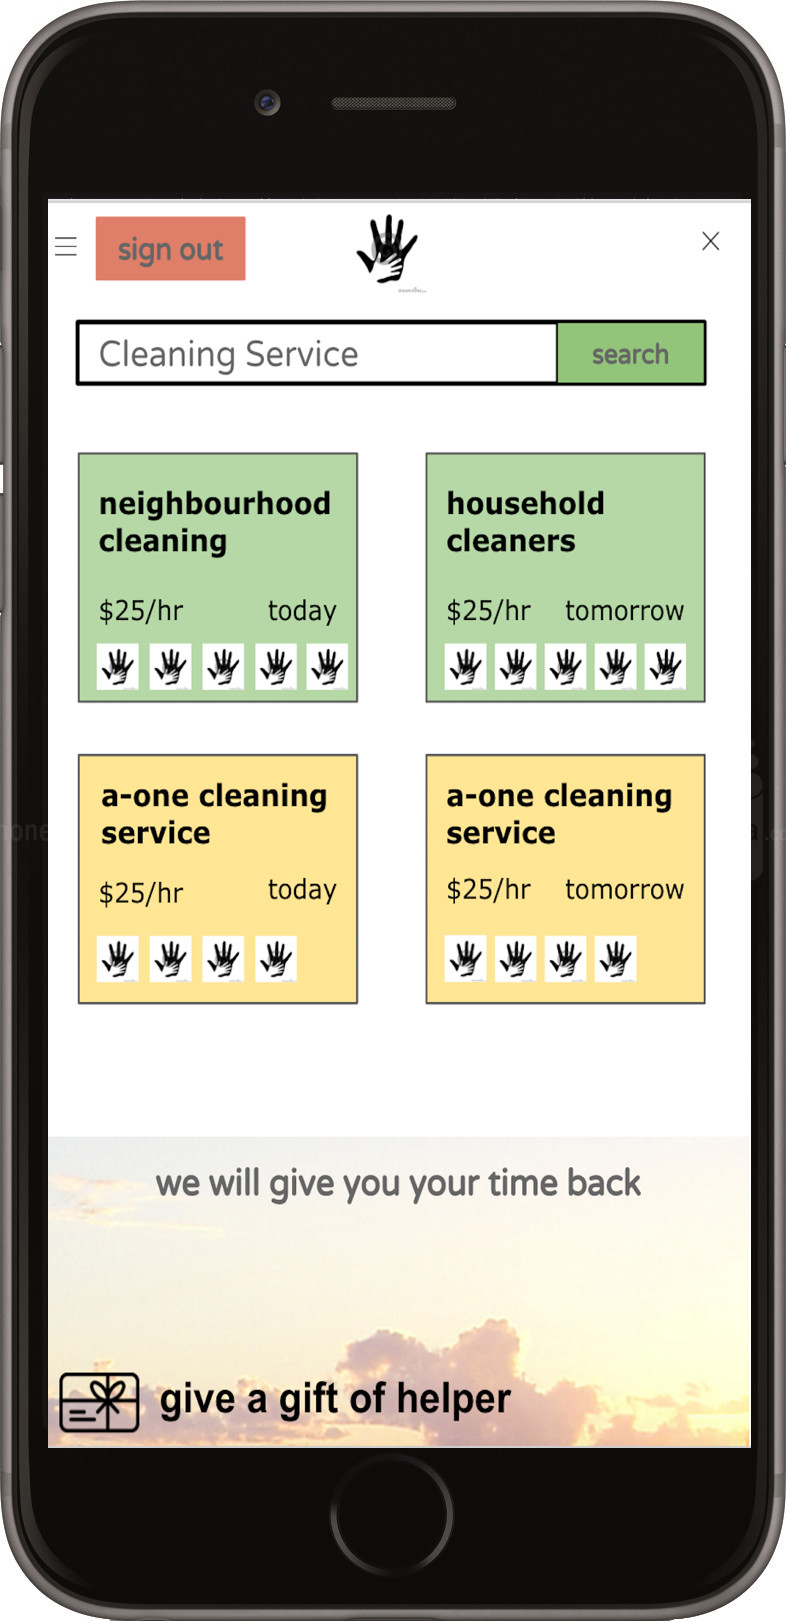 sign out
Cleaning Service
search
neighbourhood
cleaning
$25/hr today
household
cleaners
$25/hr tomorrow
a-one cleaning
service
$25/hr today
a-one cleaning
service
$25/hr tomorrow
we will give you your time back
give a gift of helper